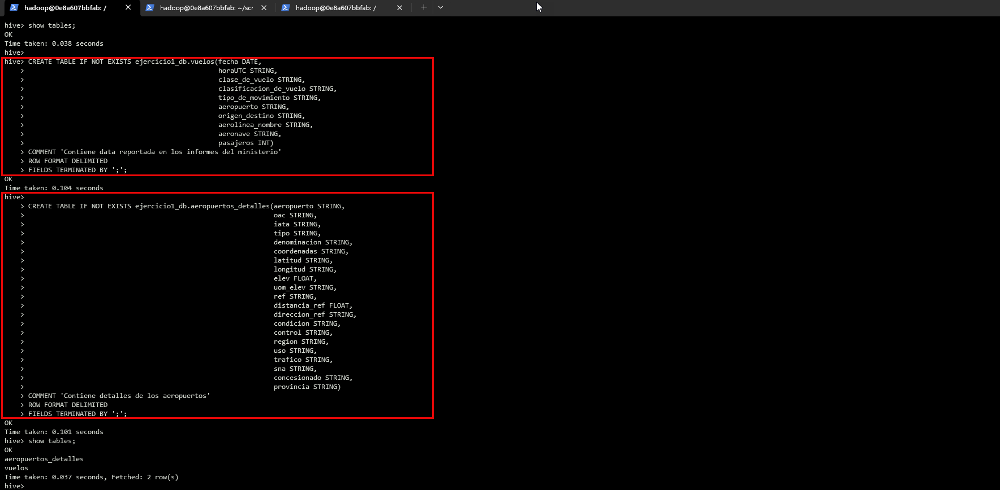 hadoop@0e8a607bbfab: /
hadoop@0e8a607bbfab: ~/scr
hadoop@0e8a607bbfab: /
hive> show tables;
OK
Time taken: 0.038 seconds
hive>
hive> CREATE TABLE IF NOT EXISTS ejercicio1_db.vuelos(fecha DATE,
    >                                                 horaUTC STRING,
    >                                                 clase_de_vuelo STRING,
    >                                                 clasificacion_de_vuelo STRING,
    >                                                 tipo_de_movimiento STRING,
    >                                                 aeropuerto STRING,
    >                                                 origen_destino STRING,
    >                                                 aerolinea_nombre STRING,
    >                                                 aeronave STRING,
    >                                                 pasajeros INT)
    > COMMENT 'Contiene data reportada en los informes del ministerio'
    > ROW FORMAT DELIMITED
    > FIELDS TERMINATED BY ';';
OK
Time taken: 0.104 seconds
hive>
    > CREATE TABLE IF NOT EXISTS ejercicio1_db.aeropuertos_detalles(aeropuerto STRING,
    >                                                               oac STRING,
    >                                                               iata STRING,
    >                                                               tipo STRING,
    >                                                               denominacion STRING,
    >                                                               coordenadas STRING,
    >                                                               latitud STRING,
    >                                                               longitud STRING,
    >                                                               elev FLOAT,
    >                                                               uom_elev STRING,
    >                                                               ref STRING,
    >                                                               distancia_ref FLOAT,
    >                                                               direccion_ref STRING,
    >                                                               condicion STRING,
    >                                                               control STRING,
    >                                                               region STRING,
    >                                                               uso STRING,
    >                                                               trafico STRING,
    >                                                               sna STRING,
    >                                                               concesionado STRING,
    >                                                               provincia STRING)
    > COMMENT 'Contiene detalles de los aeropuertos'
    > ROW FORMAT DELIMITED
    > FIELDS TERMINATED BY ';';
OK
Time taken: 0.101 seconds
hive> show tables;
OK
aeropuertos_detalles
vuelos
Time taken: 0.037 seconds, Fetched: 2 row(s)
hive>